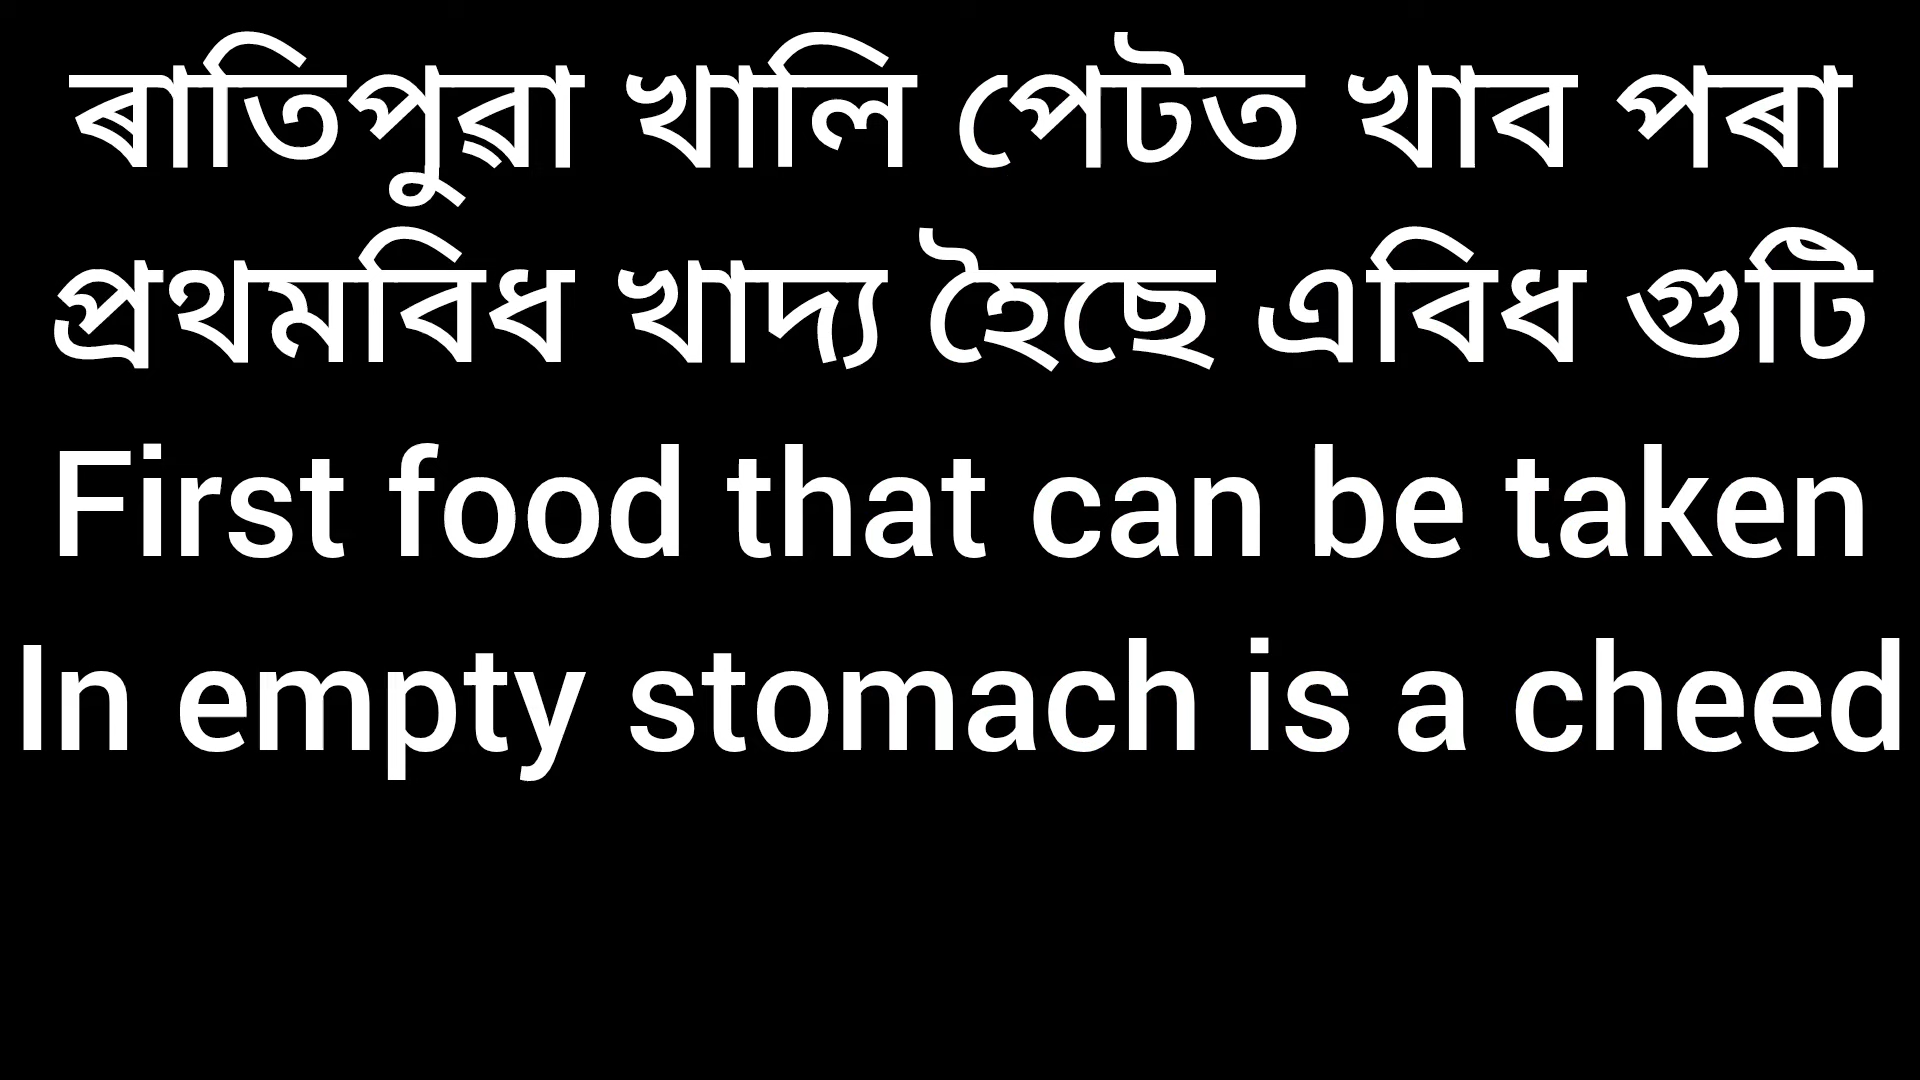 ৰাতিপুৱা খালি পেটত খাব পৰা
প্ৰথমবিধ খাদ্য হৈছে এবিধ গুটি
First food that can be taken
In empty stomach is a cheed